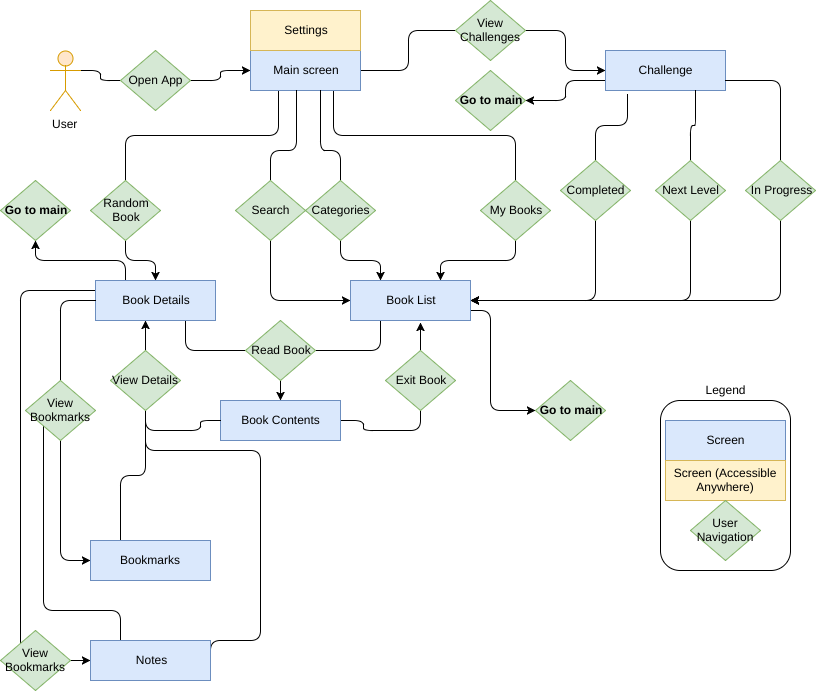 Settings
Main screen
View
Challenges
Challenge
Open App
User
Go to main
Go to main
Random
Book
Search
Categories
My Books
Completed
Next Level
In Progress
Book Details
Book List
Read Book
View Details
Exit Book
View
Bookmarks
Book Contents
Go to main
Legend
Screen
Screen (Accessible
Anywhere)
User
Navigation
Bookmarks
View
Bookmarks
Notes